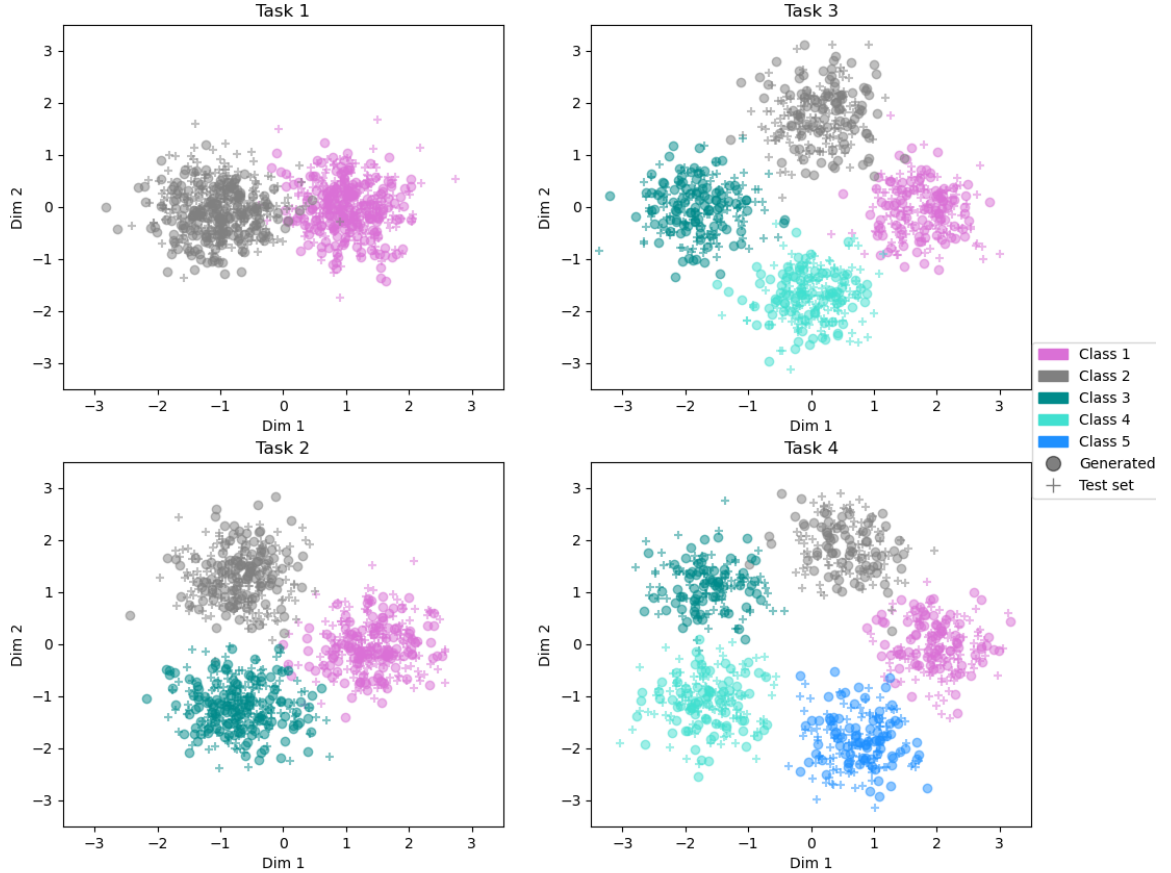 Task 1
3
2
1
0
−1
−2
−3
Dim 2
−3 −2 −1 0 1 2 3
Dim 1
Task 3
3
2
1
0
−1
−2
−3
Dim 2
−3 −2 −1 0 1 2 3
Dim 1
Class 1
Class 2
Class 3
Class 4
Class 5
Generated
Test set
Task 2
3
2
1
0
−1
−2
−3
Dim 2
−3 −2 −1 0 1 2 3
Dim 1
Task 4
3
2
1
0
−1
−2
−3
Dim 2
−3 −2 −1 0 1 2 3
Dim 1